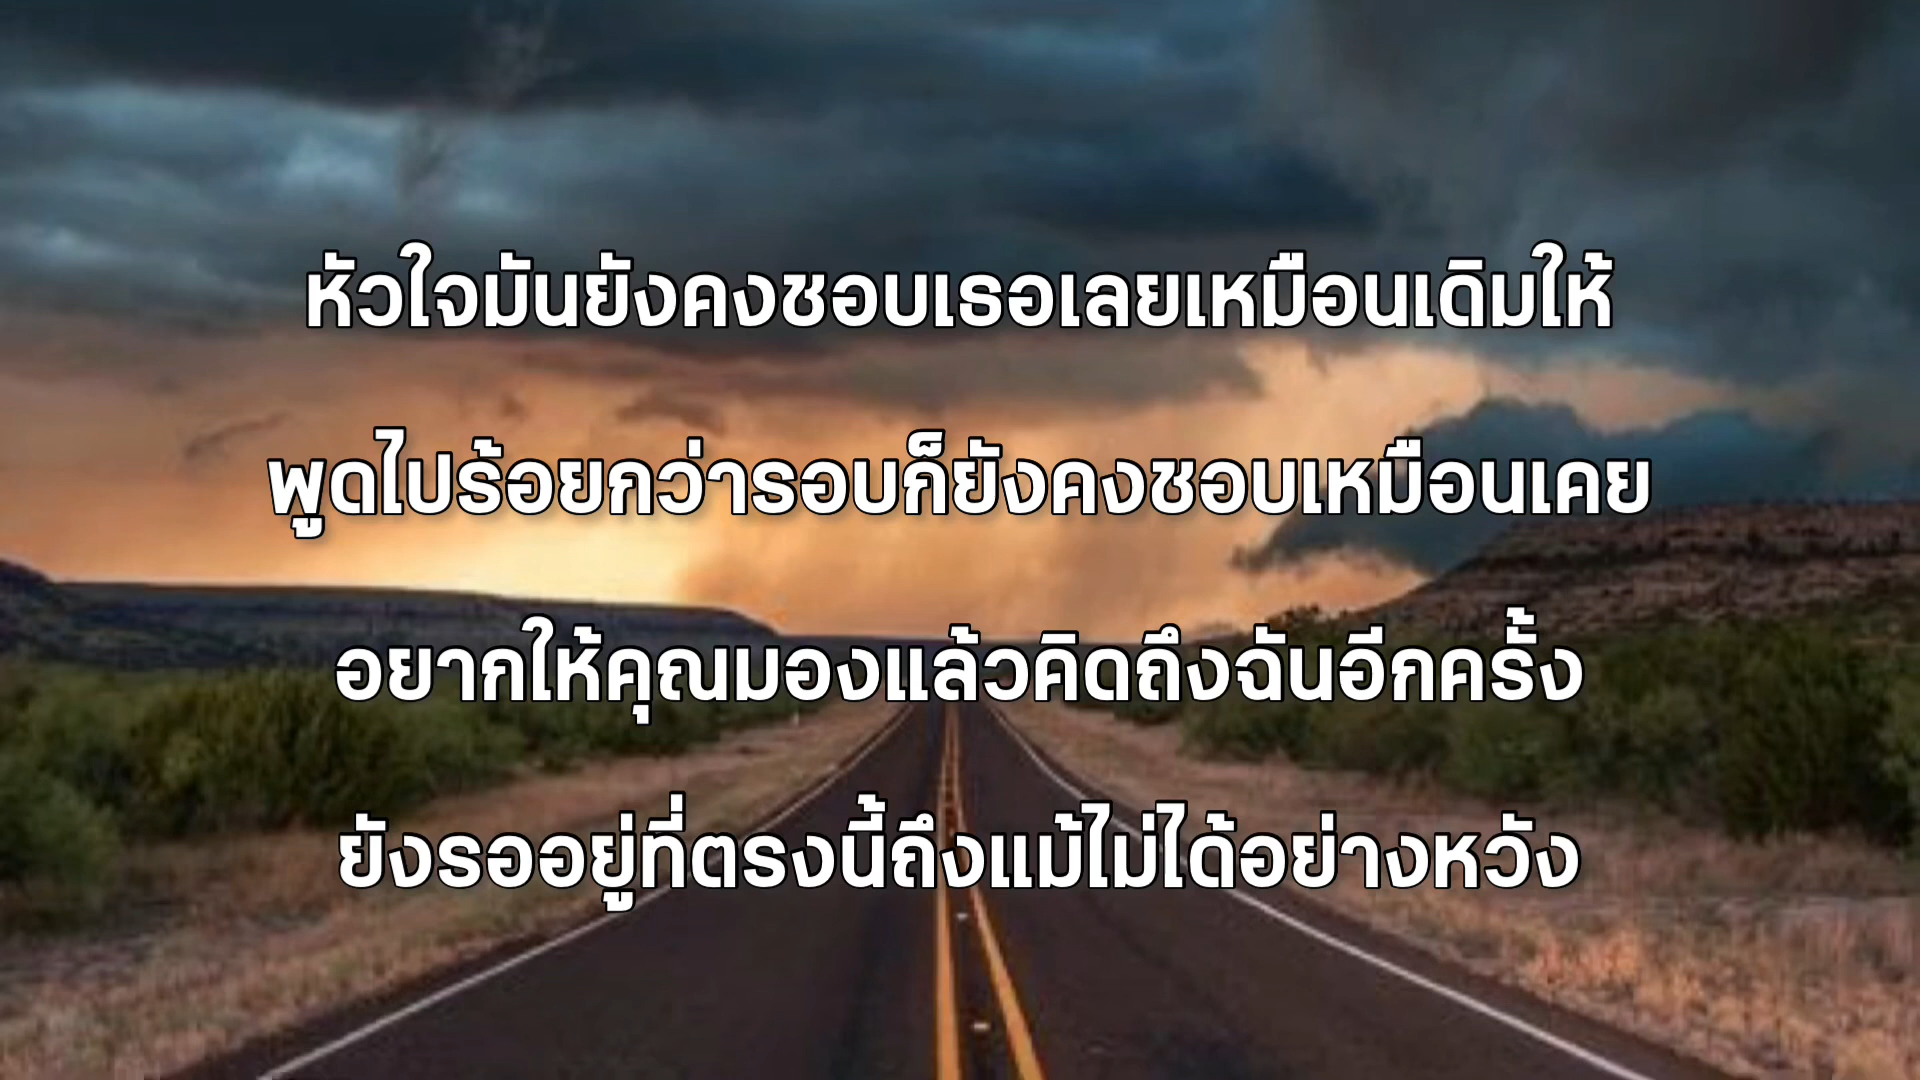 หัวใจมันยังคงชอบเธอเลยเหมือนเดิมให้
พูดไปร้อยกว่ารอบก็ยังคงชอบเหมือนเคย
อยากให้คุณมองแล้วคิดถึงฉันอีกครั้ง
ยังรออยู่ที่ตรงนี้ถึงแม้ไม่ได้อย่างหวัง